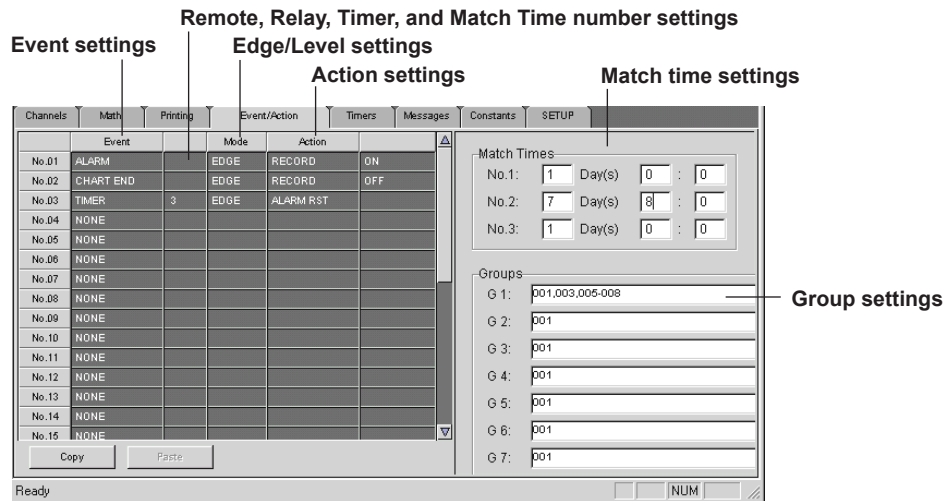 Remote, Relay, Timer, and Match Time number settings
Event settings
Edge/Level settings
Action settings
Match time settings
Channels Math Printing Event/Action Timers Messages Constants SETUP
Event Mode Action
No.01 ALARM EDGE RECORD ON
No.02 CHART END EDGE RECORD OFF
No.03 TIMER 3 EDGE ALARM RST
No.04 NONE
No.05 NONE
No.06 NONE
No.07 NONE
No.08 NONE
No.09 NONE
No.10 NONE
No.11 NONE
No.12 NONE
No.13 NONE
No.14 NONE
No.15 NONE
Copy Paste
Match Times
No.1: 1 Day(s) 0 : 0
No.2: 7 Day(s) 8 : 0
No.3: 1 Day(s) 0 : 0
Groups
G 1: 001,003,005-008
Group settings
G 2: 001
G 3: 001
G 4: 001
G 5: 001
G 6: 001
G 7: 001
Ready NUM